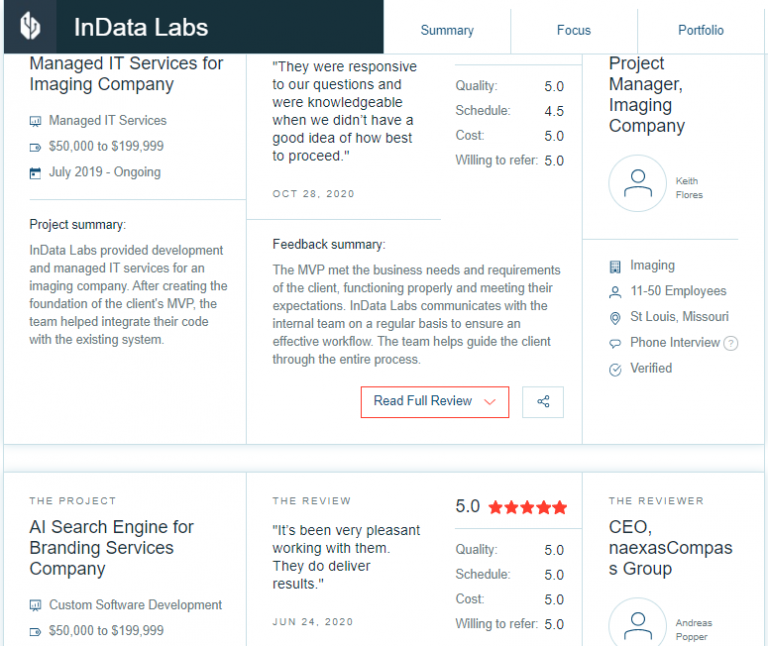 InData Labs
Summary
Focus
Portfolio
Managed IT Services for
Imaging Company
Managed IT Services
$50,000 to $199,999
July 2019 - Ongoing
Project summary:
InData Labs provided development
and managed IT services for an
imaging company. After creating the
foundation of the client's MVP, the
team helped integrate their code
with the existing system.
"They were responsive
to our questions and
were knowledgeable
when we didn't have a
good idea of how best
to proceed."
OCT 28, 2020
Feedback summary:
The MVP met the business needs and requirements
of the client, functioning properly and meeting their
expectations. InData Labs communicates with the
internal team on a regular basis to ensure an
effective workflow. The team helps guide the client
through the entire process.
Read Full Review
Quality: 5.0
Schedule: 4.5
Cost: 5.0
Willing to refer: 5.0
Project
Manager,
Imaging
Company
Keith
Flores
Imaging
11-50 Employees
St Louis, Missouri
Phone Interview ?
Verified
THE PROJECT
AI Search Engine for
Branding Services
Company
Custom Software Development
$50,000 to $199,999
THE REVIEW
"It's been very pleasant
working with them.
They do deliver
results."
JUN 24, 2020
5.0
Quality: 5.0
Schedule: 5.0
Cost: 5.0
Willing to refer: 5.0
THE REVIEWER
CEO,
naexasCompas
s Group
Andreas
Popper